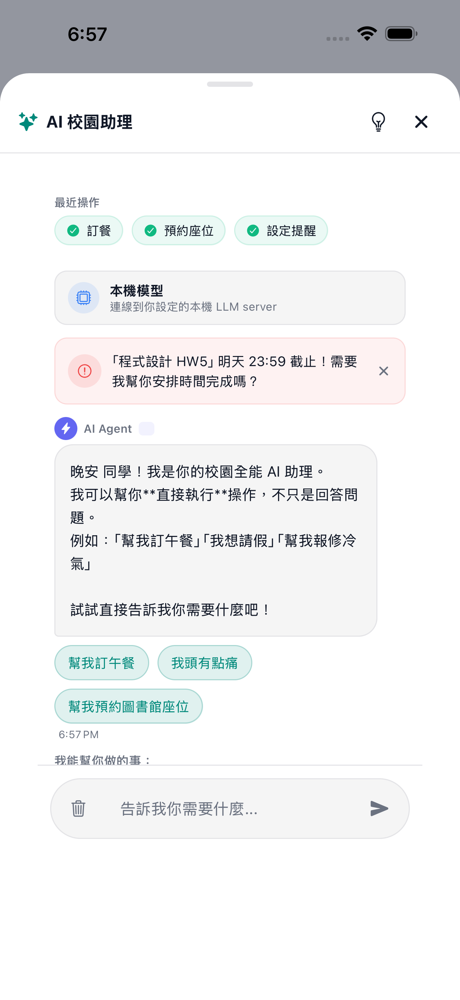 6:57
AI 校園助理
最近操作
訂餐
預約座位
設定提醒
本機模型
連線到你設定的本機 LLM server
「程式設計 HW5」明天 23:59 截止！需要
我幫你安排時間完成嗎？
AI Agent
晚安 同學！我是你的校園全能 AI 助理。
我可以幫你**直接執行**操作，不只是回答問
題。
例如：「幫我訂午餐」「我想請假」「幫我報修冷
氣」
試試直接告訴我你需要什麼吧！
幫我訂午餐
我頭有點痛
幫我預約圖書館座位
6:57 PM
我能幫你做的事：
告訴我你需要什麼...